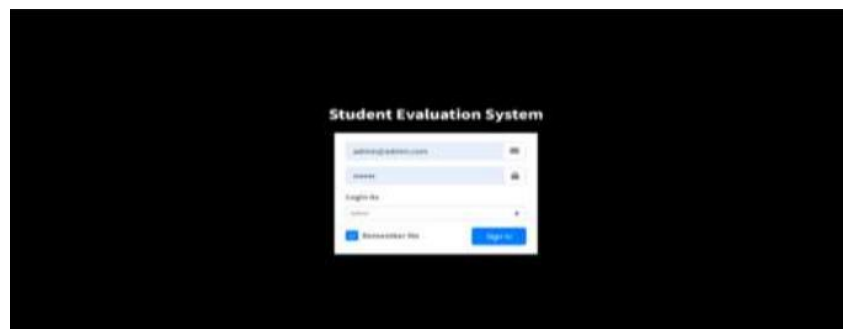 Student Evaluation System
admin@admin.com
Login As
Remember Me
Sign In